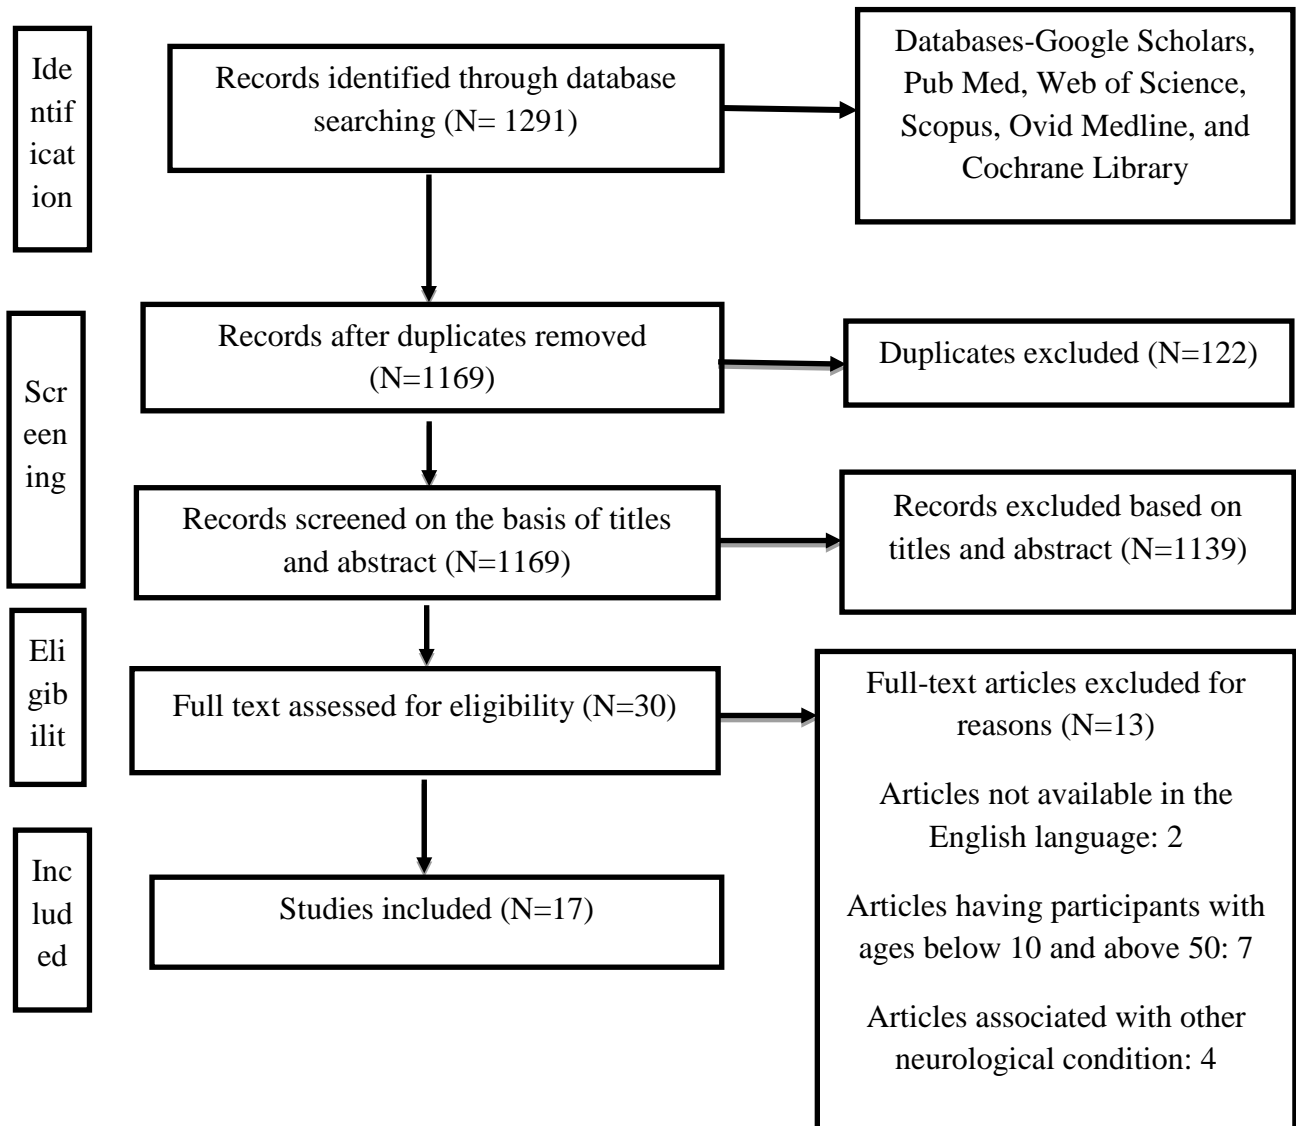 Ide
ntif
icat
ion
Records identified through database
searching (N= 1291)
Databases-Google Scholars,
Pub Med, Web of Science,
Scopus, Ovid Medline, and
Cochrane Library
Scr
een
ing
Records after duplicates removed
(N=1169)
Duplicates excluded (N=122)
Records screened on the basis of titles
and abstract (N=1169)
Records excluded based on
titles and abstract (N=1139)
Eli
gib
ilit
Full text assessed for eligibility (N=30)
Full-text articles excluded for
reasons (N=13)
Articles not available in the
English language: 2
Articles having participants with
ages below 10 and above 50: 7
Articles associated with other
neurological condition: 4
Inc
lud
ed
Studies included (N=17)